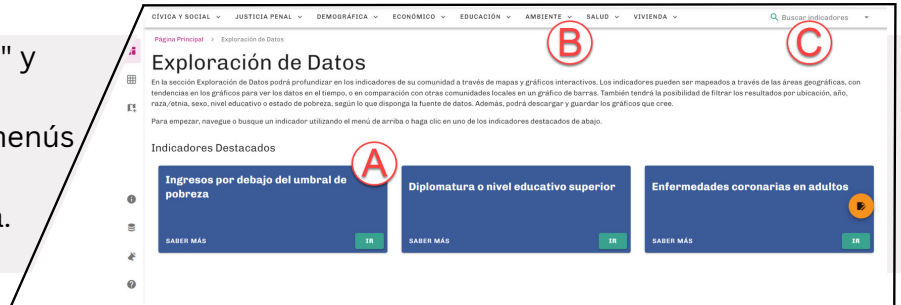 " y
menús
.
CÍVICA Y SOCIAL JUSTICIA PENAL DEMOGRÁFICA ECONÓMICO EDUCACIÓN AMBIENTE SALUD VIVIENDA Buscar indicadores
B
C
Página Principal > Exploración de Datos
Exploración de Datos
En la sección Exploración de Datos podrá profundizar en los indicadores de su comunidad a través de mapas y gráficos interactivos. Los indicadores pueden ser mapeados a través de las áreas geográficas, con
tendencias en los gráficos para ver los datos en el tiempo, o en comparación con otras comunidades locales en un gráfico de barras. También tendrá la posibilidad de filtrar los resultados por ubicación, año,
raza/etnia, sexo, nivel educativo o estado de pobreza, según lo que disponga la fuente de datos. Además, podrá descargar y guardar los gráficos que cree.
Para empezar, navegue o busque un indicador utilizando el menú de arriba o haga clic en uno de los indicadores destacados de abajo.
Indicadores Destacados
A
Ingresos por debajo del umbral de
pobreza
SABER MÁS IR
Diplomatura o nivel educativo superior
SABER MÁS IR
Enfermedades coronarias en adultos
SABER MÁS IR